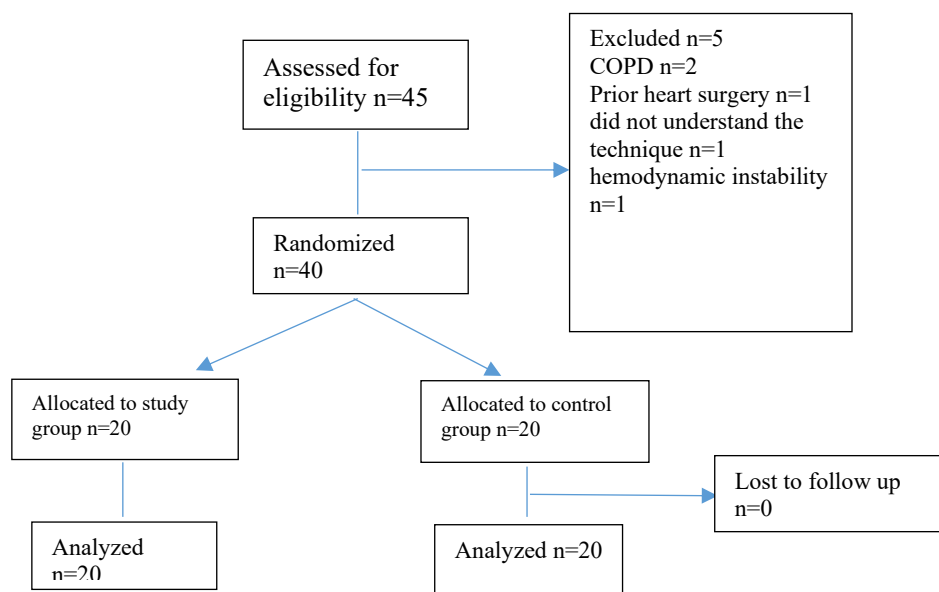 Assessed for
eligibility n=45
Excluded n=5
COPD n=2
Prior heart surgery n=1
did not understand the
technique n=1
hemodynamic instability
n=1
Randomized
n=40
Allocated to study
group n=20
Allocated to control
group n=20
Lost to follow up
n=0
Analyzed
n=20
Analyzed n=20